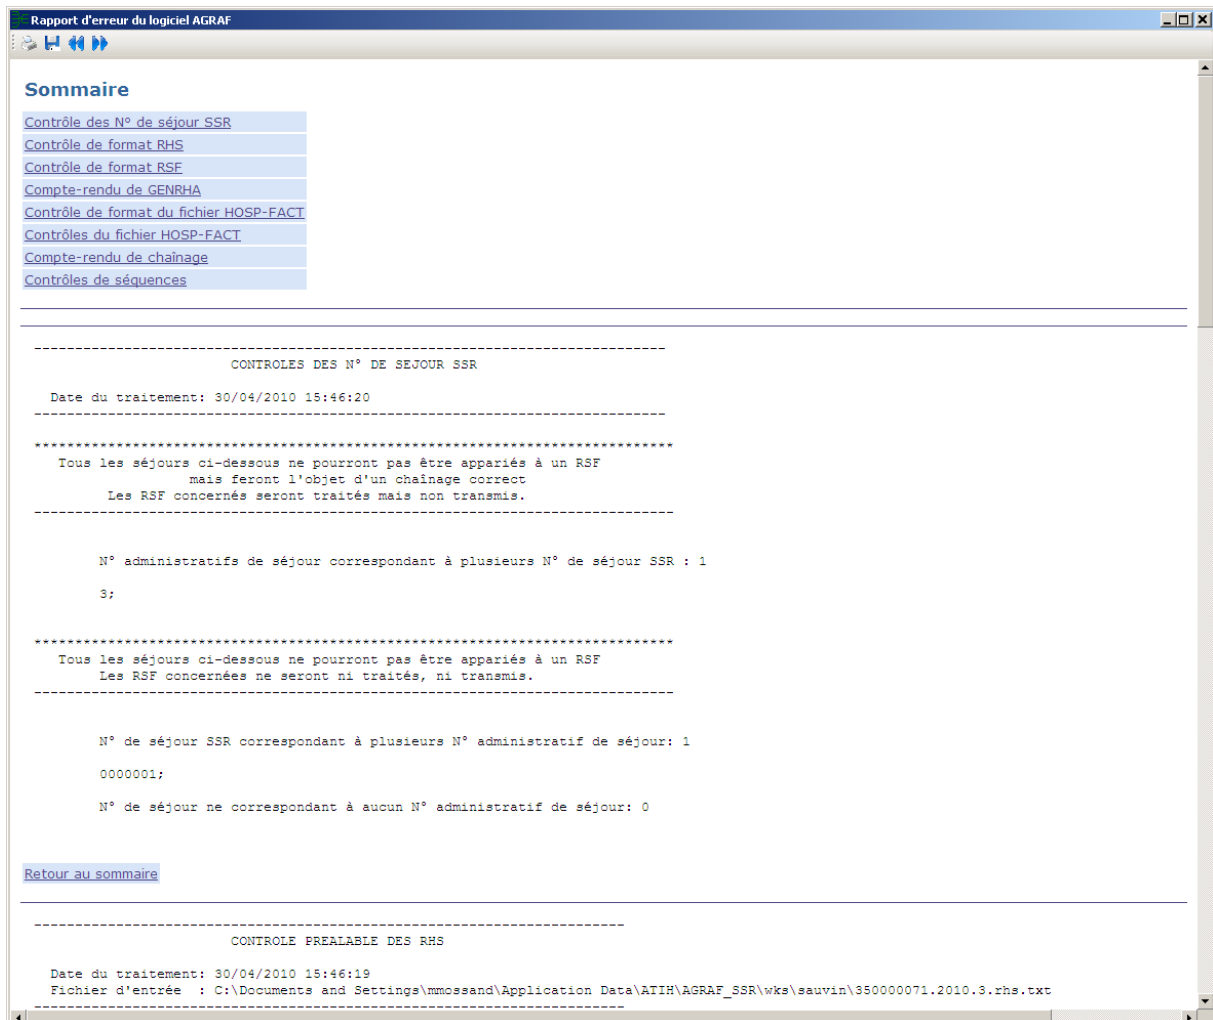 Rapport d'erreur du logiciel AGRAF
Sommaire
Contrôle des N° de séjour SSR
Contrôle de format RHS
Contrôle de format RSF
Compte-rendu de GENRHA
Contrôle de format du fichier HOSP-FACT
Contrôles du fichier HOSP-FACT
Compte-rendu de chaînage
Contrôles de séquences
--------------------------------------------------------------------------------
CONTROLES DES N° DE SEJOUR SSR
Date du traitement: 30/04/2010 15:46:20
--------------------------------------------------------------------------------
********************************************************************************
Tous les séjours ci-dessous ne pourront pas être appariés à un RSF
mais feront l'objet d'un chaînage correct
Les RSF concernés seront traités mais non transmis.
--------------------------------------------------------------------------------
N° administratifs de séjour correspondant à plusieurs N° de séjour SSR : 1
3;
********************************************************************************
Tous les séjours ci-dessous ne pourront pas être appariés à un RSF
Les RSF concernées ne seront ni traités, ni transmis.
--------------------------------------------------------------------------------
N° de séjour SSR correspondant à plusieurs N° administratif de séjour: 1
0000001;
N° de séjour ne correspondant à aucun N° administratif de séjour: 0
Retour au sommaire
--------------------------------------------------------------------------------
CONTROLE PREALABLE DES RHS
Date du traitement: 30/04/2010 15:46:19
Fichier d'entrée  : C:\Documents and Settings\mmossand\Application Data\ATIH\AGRAF_SSR\wks\sauvin\350000071.2010.3.rhs.txt
--------------------------------------------------------------------------------